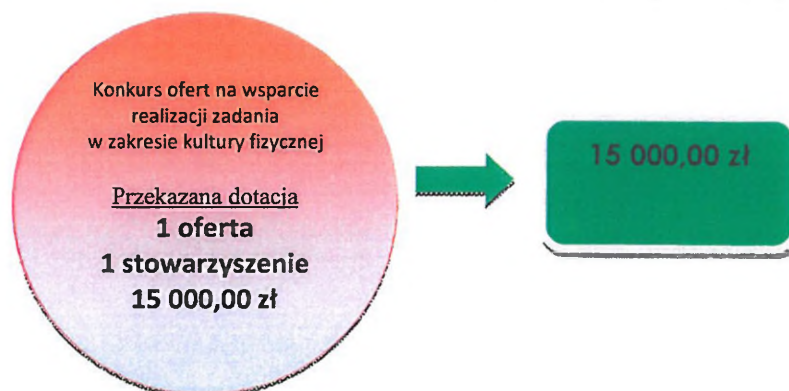 Konkurs ofert na wsparcie
realizacji zadania
w zakresie kultury fizycznej
Przekazana dotacja
1 oferta
1 stowarzyszenie
15 000,00 zł
15 000,00 zł